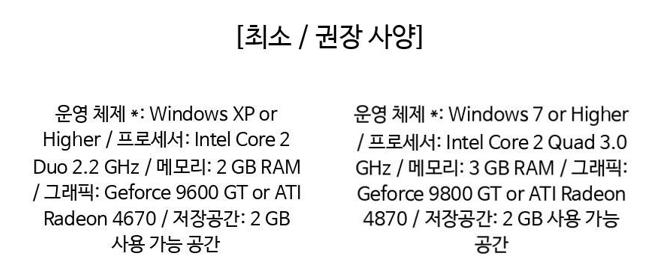 [최소 / 권장 사양]
운영 체제 *: Windows XP or
Higher / 프로세서: Intel Core 2
Duo 2.2 GHz / 메모리: 2 GB RAM
/ 그래픽: Geforce 9600 GT or ATI
Radeon 4670 / 저장공간: 2 GB
사용 가능 공간
운영 체제 *: Windows 7 or Higher
/ 프로세서: Intel Core 2 Quad 3.0
GHz / 메모리: 3 GB RAM / 그래픽:
Geforce 9800 GT or ATI Radeon
4870 / 저장공간: 2 GB 사용 가능
공간